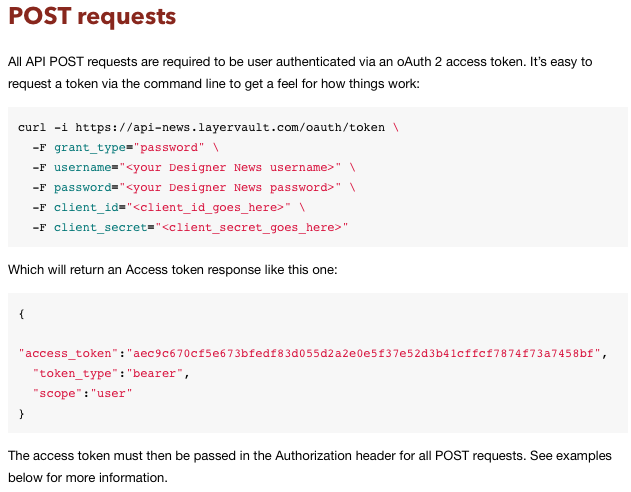 POST requests
All API POST requests are required to be user authenticated via an oAuth 2 access token. It's easy to
request a token via the command line to get a feel for how things work:
curl -i https://api-news.layervault.com/oauth/token \
  -F grant_type="password" \
  -F username="<your Designer News username>" \
  -F password="<your Designer News password>" \
  -F client_id="<client_id_goes_here>" \
  -F client_secret="<client_secret_goes_here>"
Which will return an Access token response like this one:
{
"access_token":"aec9c670cf5e673bfedf83d055d2a2e0e5f37e52d3b41cffcf7874f73a7458bf",
  "token_type":"bearer",
  "scope":"user"
}
The access token must then be passed in the Authorization header for all POST requests. See examples
below for more information.